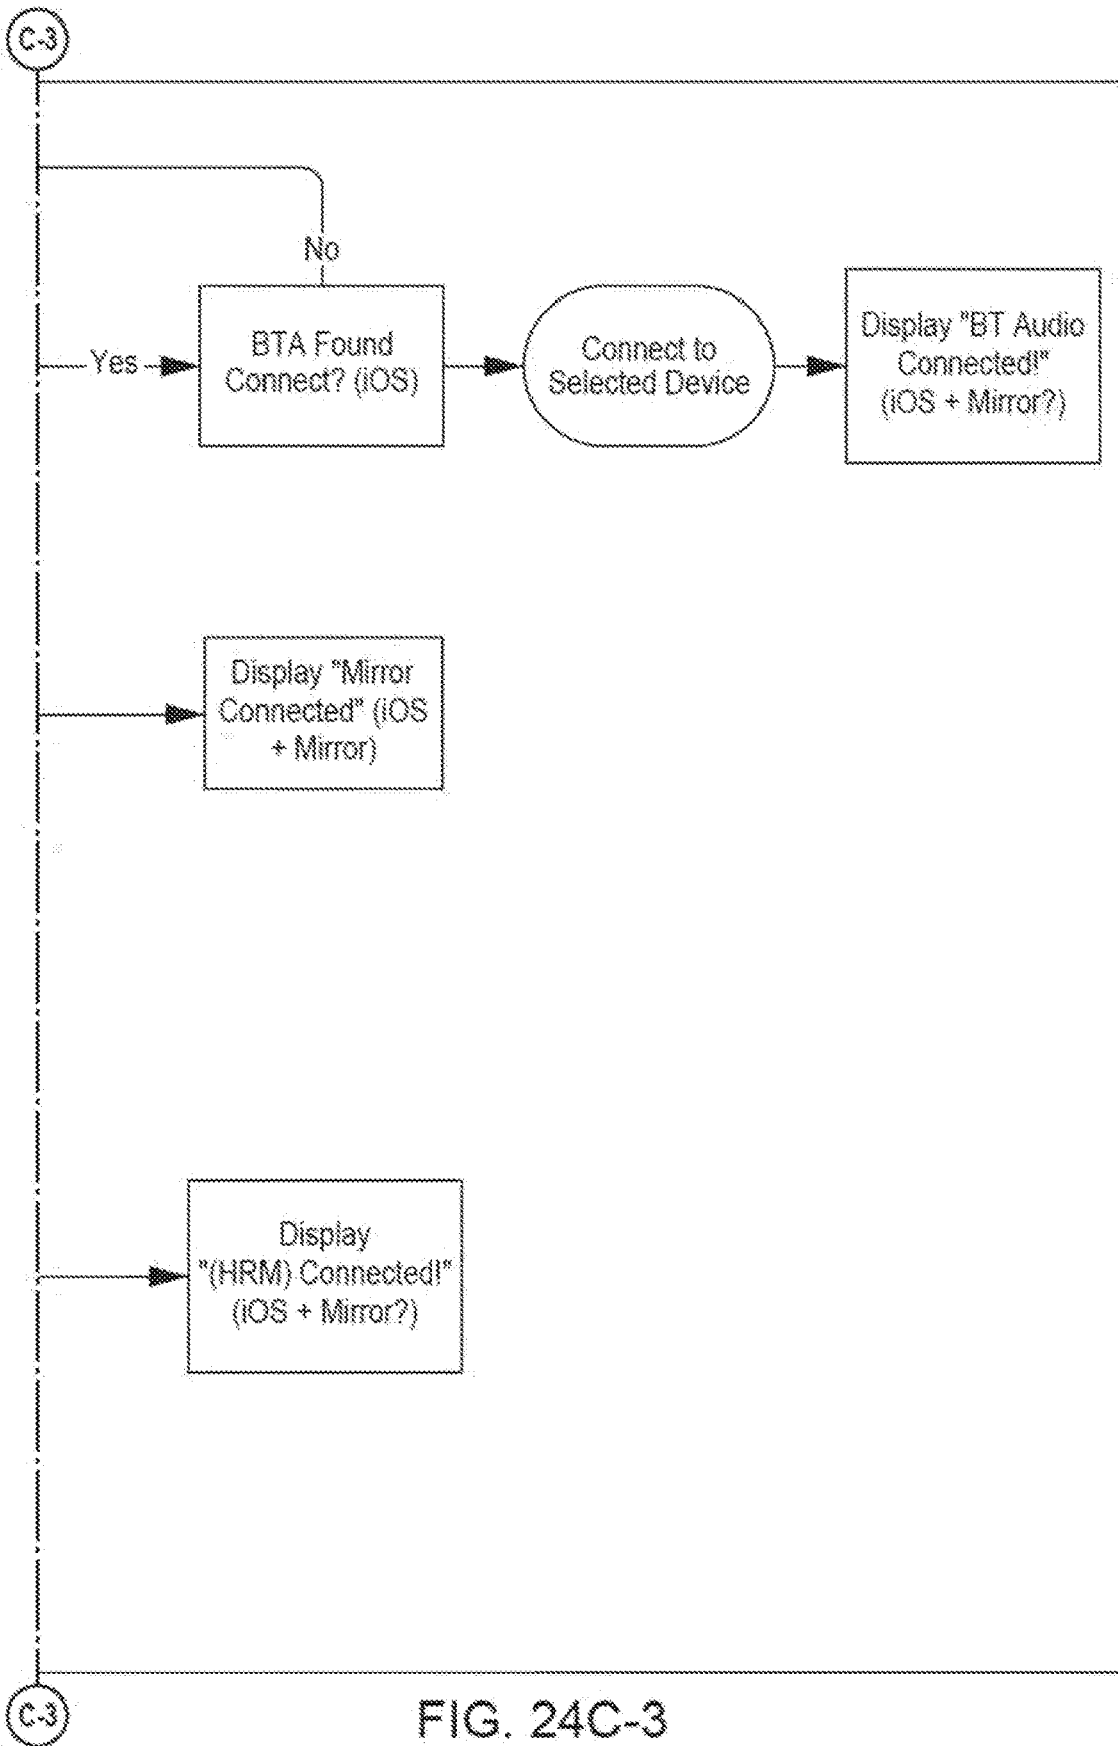 C-3
No
Yes
BTA Found
Connect? (iOS)
Connect to
Selected Device
Display "BT Audio
Connected!"
(iOS + Mirror?)
Display "Mirror
Connected" (iOS
+ Mirror)
Display
"(HRM) Connected!"
(iOS + Mirror?)
C-3
FIG. 24C-3